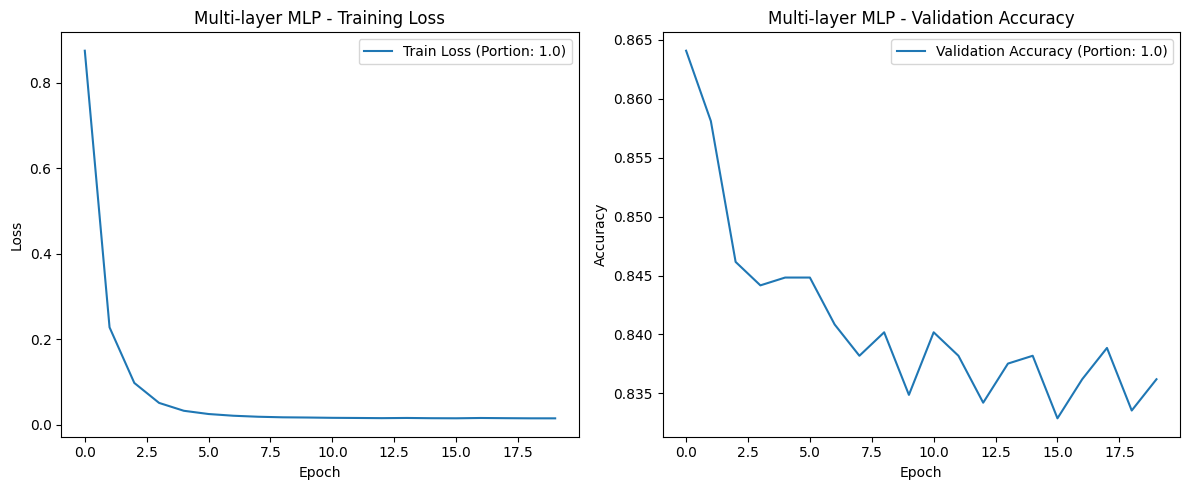 Multi-layer MLP - Training Loss
Train Loss (Portion: 1.0)
0.8
0.6
0.4
0.2
0.0
Loss
0.0 2.5 5.0 7.5 10.0 12.5 15.0 17.5
Epoch
Multi-layer MLP - Validation Accuracy
Validation Accuracy (Portion: 1.0)
0.865
0.860
0.855
0.850
0.845
0.840
0.835
Accuracy
0.0 2.5 5.0 7.5 10.0 12.5 15.0 17.5
Epoch